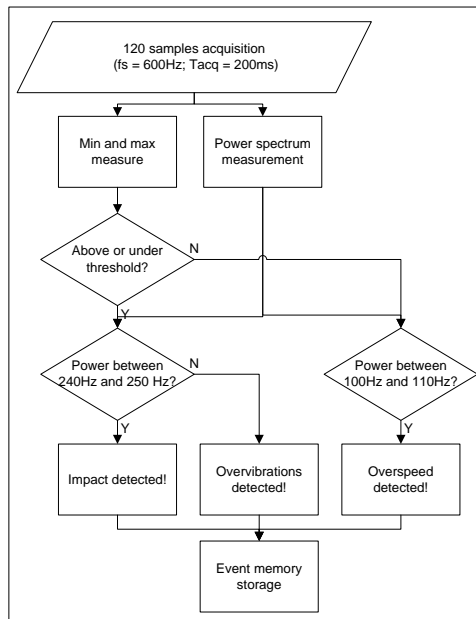 120 samples acquisition
(fs = 600Hz; Tacq = 200ms)
Min and max
measure
Power spectrum
measurement
Above or under
threshold?
N
Y
Power between
240Hz and 250 Hz?
N
Power between
100Hz and 110Hz?
Y
Y
Impact detected!
Overvibrations
detected!
Overspeed
detected!
Event memory
storage